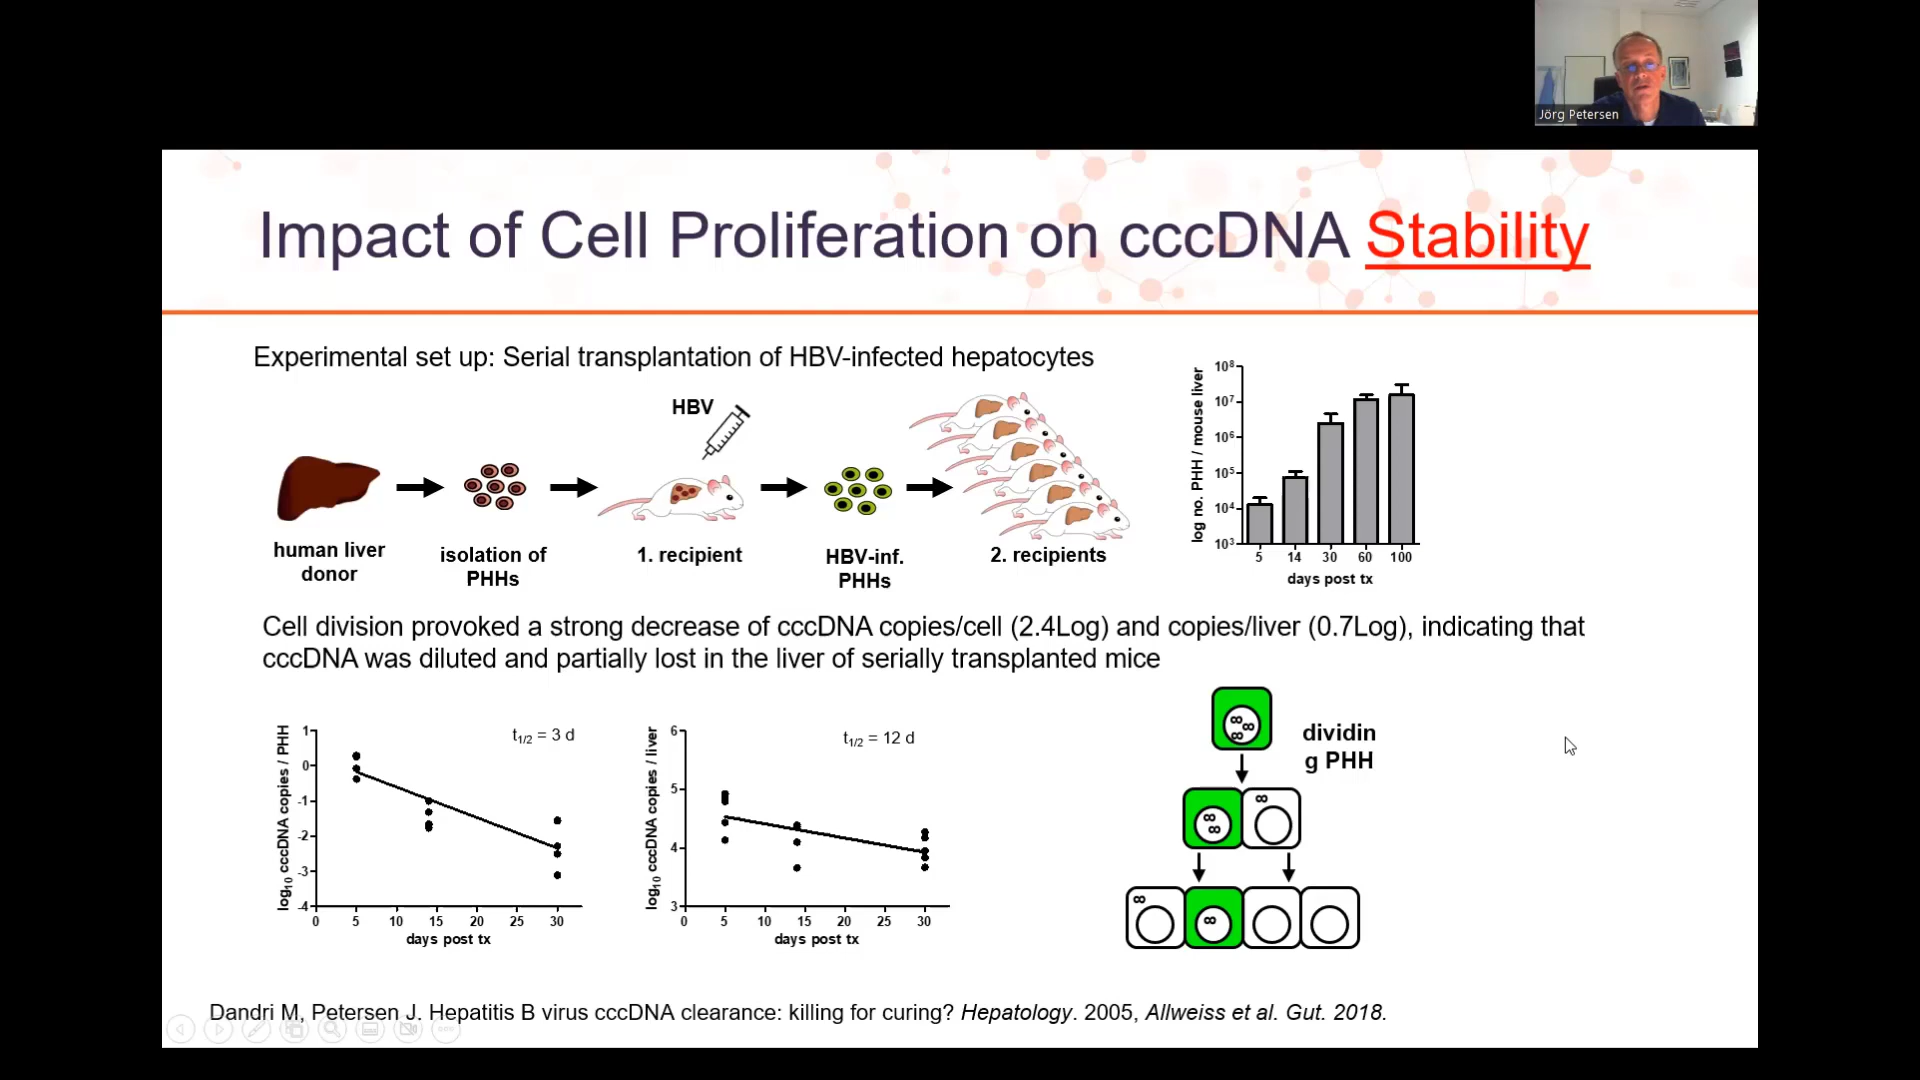 Jörg Petersen
Impact of Cell Proliferation on cccDNA Stability
Experimental set up: Serial transplantation of HBV-infected hepatocytes
HBV
human liver
donor
isolation of
PHHs
1. recipient
HBV-inf.
PHHs
2. recipients
log no. PHH / mouse liver
10⁸
10⁷
10⁶
10⁵
10⁴
10³
5 14 30 60 100
days post tx
Cell division provoked a strong decrease of cccDNA copies/cell (2.4Log) and copies/liver (0.7Log), indicating that
cccDNA was diluted and partially lost in the liver of serially transplanted mice
log₁₀ cccDNA copies / PHH
t₁/₂ = 3 d
1
0
-1
-2
-3
-4
0 5 10 15 20 25 30
days post tx
log₁₀ cccDNA copies / liver
t₁/₂ = 12 d
6
5
4
3
0 5 10 15 20 25 30
days post tx
dividin
g PHH
Dandri M, Petersen J. Hepatitis B virus cccDNA clearance: killing for curing? Hepatology. 2005, Allweiss et al. Gut. 2018.